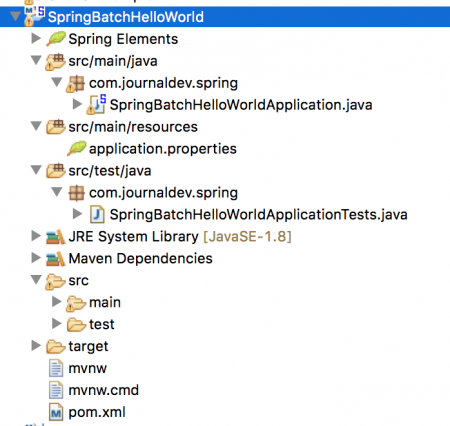 SpringBatchHelloWorld
Spring Elements
src/main/java
com.journaldev.spring
SpringBatchHelloWorldApplication.java
src/main/resources
application.properties
src/test/java
com.journaldev.spring
SpringBatchHelloWorldApplicationTests.java
JRE System Library [JavaSE-1.8]
Maven Dependencies
src
main
test
target
mvnw
mvnw.cmd
pom.xml